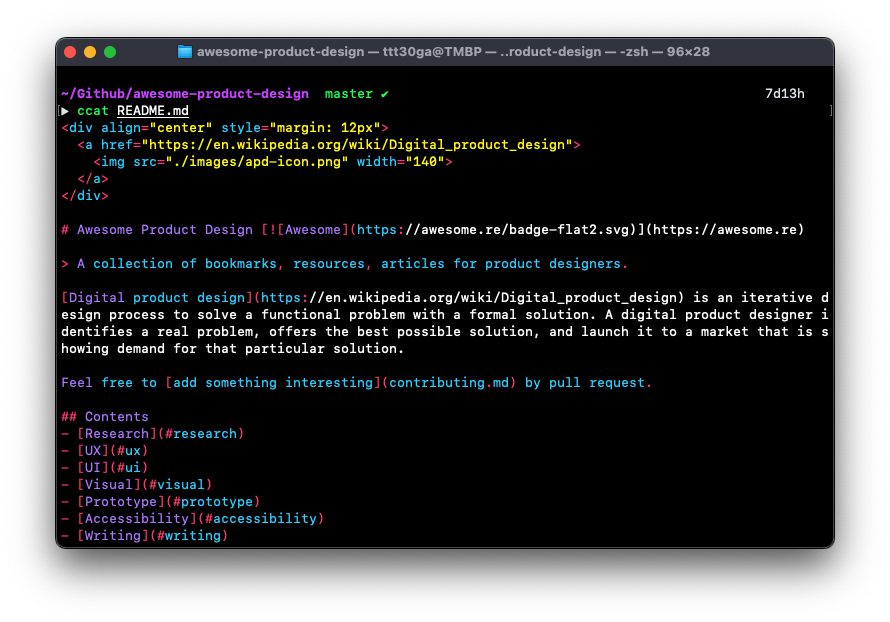 awesome-product-design — ttt30ga@TMBP — ..roduct-design — -zsh — 96×28
~/Github/awesome-product-design  master ✔ 7d13h
▶ ccat README.md
<div align="center" style="margin: 12px">
  <a href="https://en.wikipedia.org/wiki/Digital_product_design">
    <img src="./images/apd-icon.png" width="140">
  </a>
</div>
# Awesome Product Design [![Awesome](https://awesome.re/badge-flat2.svg)](https://awesome.re)
> A collection of bookmarks, resources, articles for product designers.
[Digital product design](https://en.wikipedia.org/wiki/Digital_product_design) is an iterative d
esign process to solve a functional problem with a formal solution. A digital product designer i
dentifies a real problem, offers the best possible solution, and launch it to a market that is s
howing demand for that particular solution.
Feel free to [add something interesting](contributing.md) by pull request.
## Contents
- [Research](#research)
- [UX](#ux)
- [UI](#ui)
- [Visual](#visual)
- [Prototype](#prototype)
- [Accessibility](#accessibility)
- [Writing](#writing)